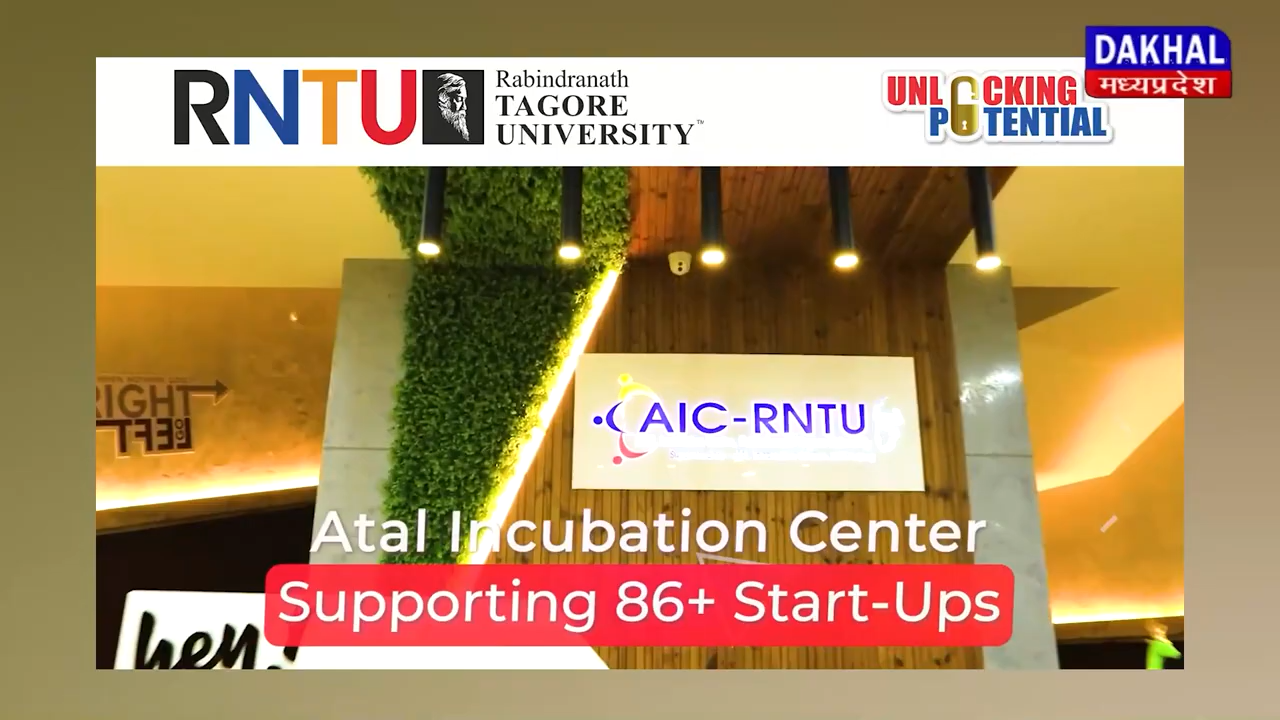 RNTU
Rabindranath
TAGORE
UNIVERSITY™
UNLOCKING
POTENTIAL
DAKHAL
मध्यप्रदेश
RIGHT
LEFT
GO
AIC-RNTU
Atal Incubation Center
Supporting 86+ Start-Ups
hey,!